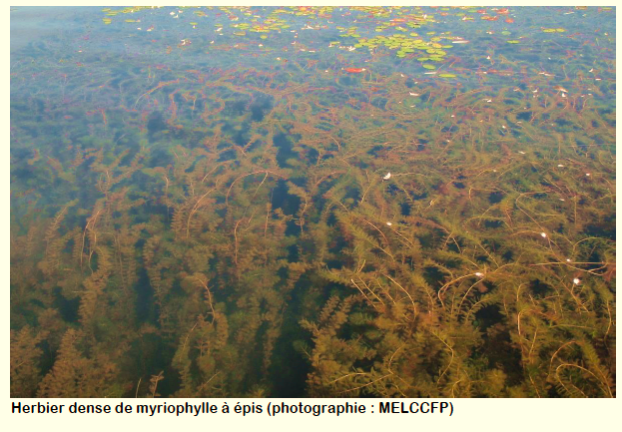 Herbier dense de myriophylle à épis (photographie : MELCCFP)